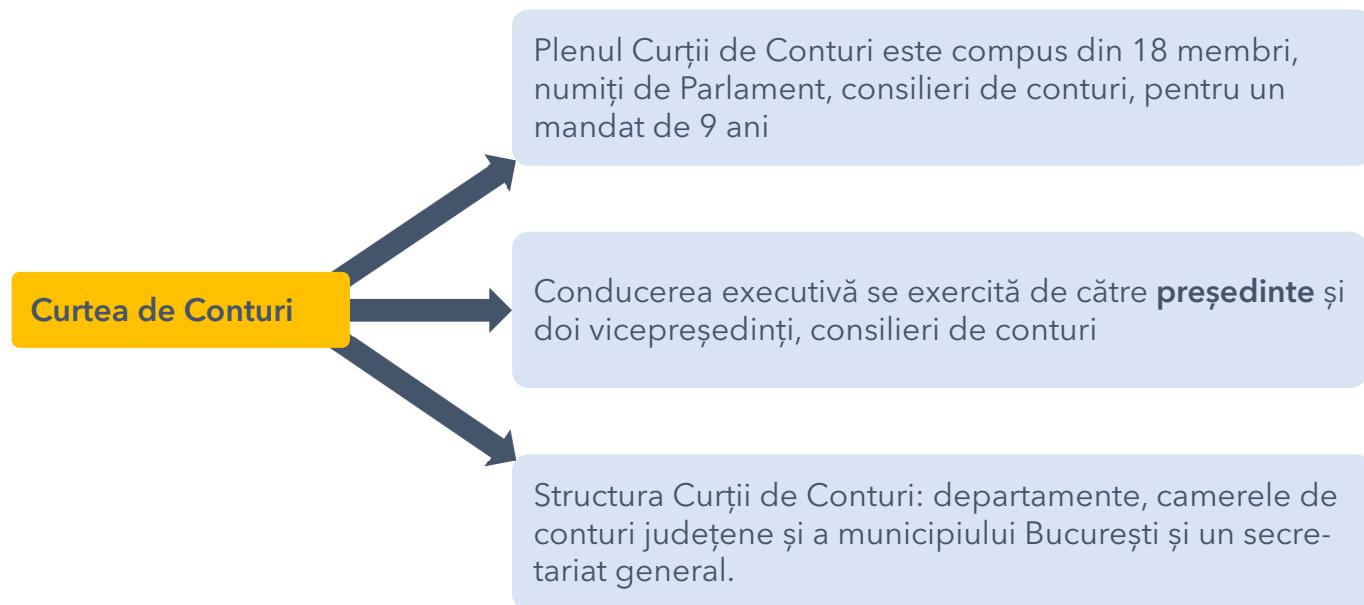 Plenul Curții de Conturi este compus din 18 membri,
numiți de Parlament, consilieri de conturi, pentru un
mandat de 9 ani
Curtea de Conturi
Conducerea executivă se exercită de către președinte și
doi vicepreședinți, consilieri de conturi
Structura Curții de Conturi: departamente, camerele de
conturi județene și a municipiului București și un secre-
tariat general.